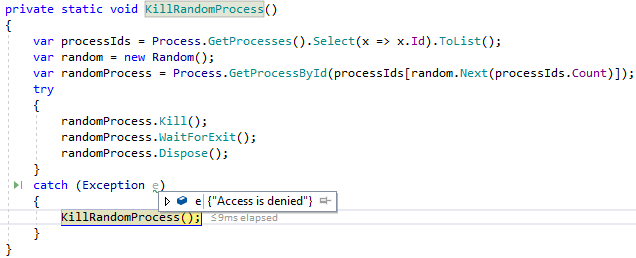 private static void KillRandomProcess()
{
var processIds = Process.GetProcesses().Select(x => x.Id).ToList();
var random = new Random();
var randomProcess = Process.GetProcessById(processIds[random.Next(processIds.Count)]);
try
{
randomProcess.Kill();
randomProcess.WaitForExit();
randomProcess.Dispose();
}
catch (Exception e)
e {"Access is denied"}
{
KillRandomProcess(); ≤9ms elapsed
}
}